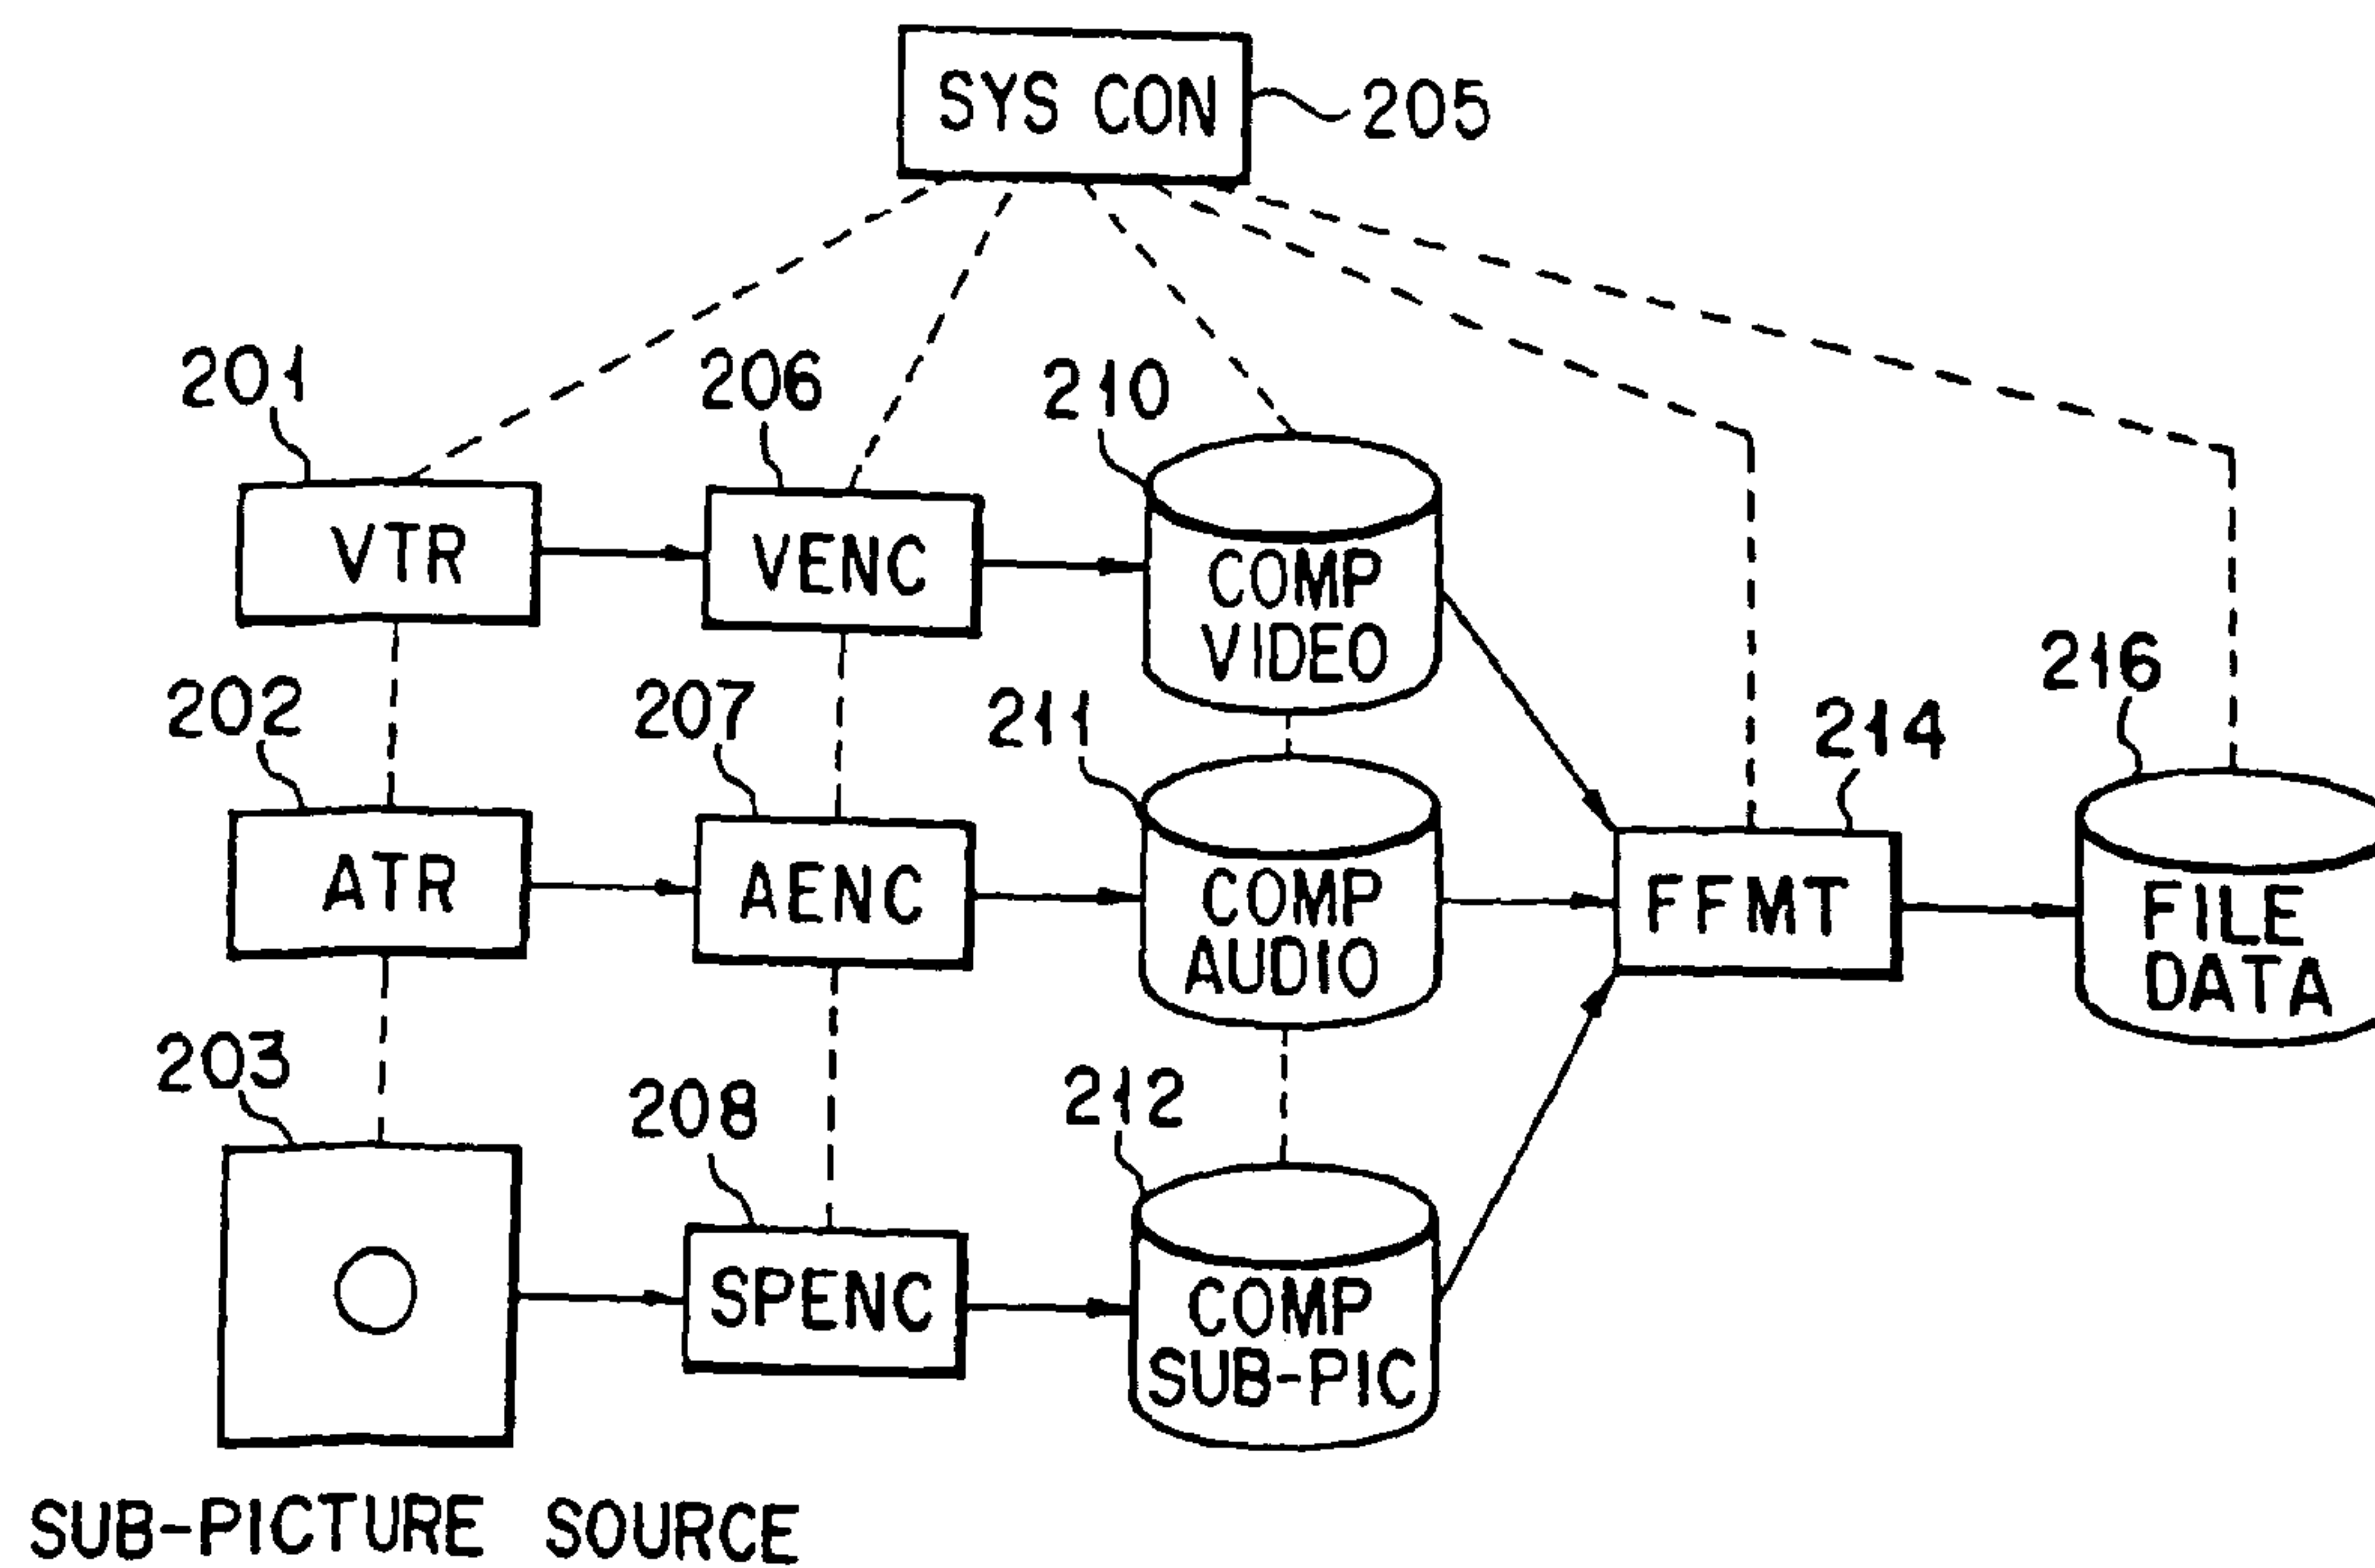 SYS CON
205
201
206
210
VTR
VENC
COMP
VIDEO
216
202
207
211
214
ATR
AENC
COMP
AUDIO
FFMT
FILE
DATA
203
208
212
SPENC
COMP
SUB-PIC
SUB-PICTURE SOURCE